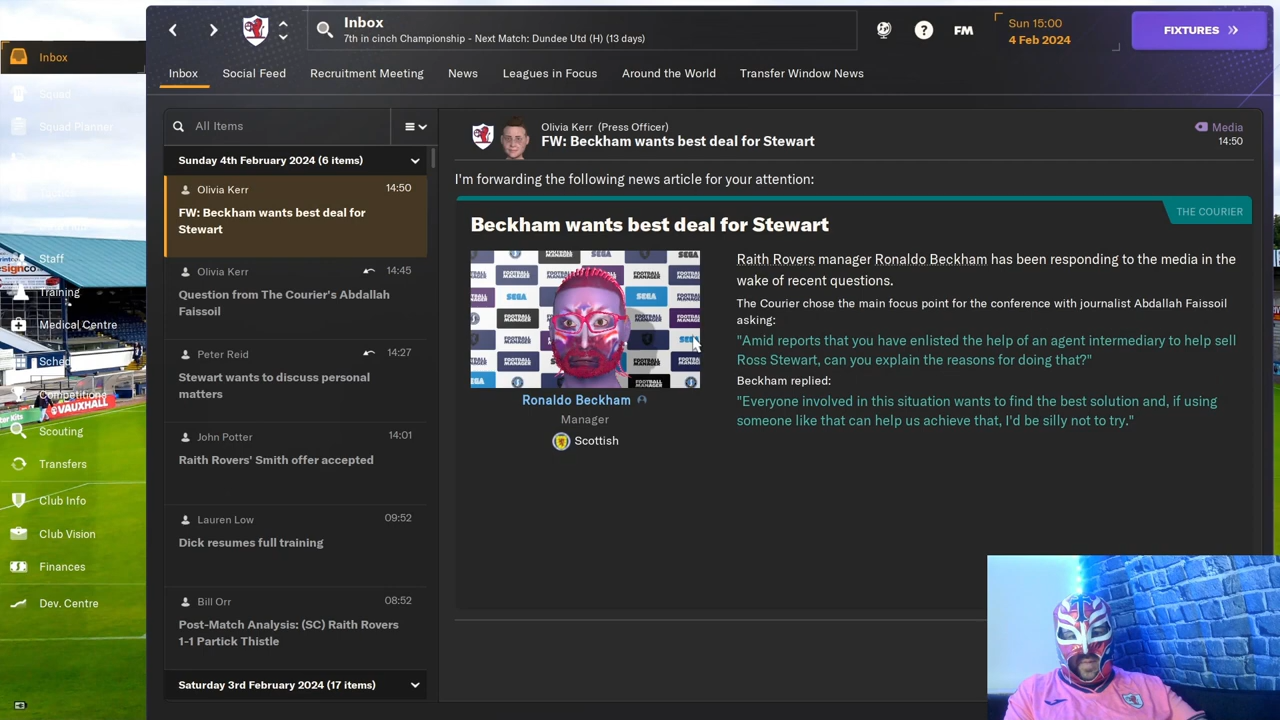 Inbox
7th in cinch Championship - Next Match: Dundee Utd (H) (13 days)
?
FM
Sun 15:00
4 Feb 2024
FIXTURES
Inbox
Social Feed
Recruitment Meeting
News
Leagues in Focus
Around the World
Transfer Window News
Inbox
Squad
Squad Planner
Staff
Training
Medical Centre
Sched
Competitions
Scouting
Transfers
Club Info
Club Vision
Finances
Dev. Centre
VAUXHALL
All Items
Sunday 4th February 2024 (6 items)
Olivia Kerr
14:50
FW: Beckham wants best deal for
Stewart
Olivia Kerr
14:45
Question from The Courier's Abdallah
Faissoil
Peter Reid
14:27
Stewart wants to discuss personal
matters
John Potter
14:01
Raith Rovers' Smith offer accepted
Lauren Low
09:52
Dick resumes full training
Bill Orr
08:52
Post-Match Analysis: (SC) Raith Rovers
1-1 Partick Thistle
Saturday 3rd February 2024 (17 items)
Olivia Kerr (Press Officer)
FW: Beckham wants best deal for Stewart
Media
14:50
I'm forwarding the following news article for your attention:
THE COURIER
Beckham wants best deal for Stewart
SEGA
FOOTBALL MANAGER
Ronaldo Beckham
Manager
Scottish
Raith Rovers manager Ronaldo Beckham has been responding to the media in the
wake of recent questions.
The Courier chose the main focus point for the conference with journalist Abdallah Faissoil
asking:
"Amid reports that you have enlisted the help of an agent intermediary to help sell
Ross Stewart, can you explain the reasons for doing that?"
Beckham replied:
"Everyone involved in this situation wants to find the best solution and, if using
someone like that can help us achieve that, I'd be silly not to try."